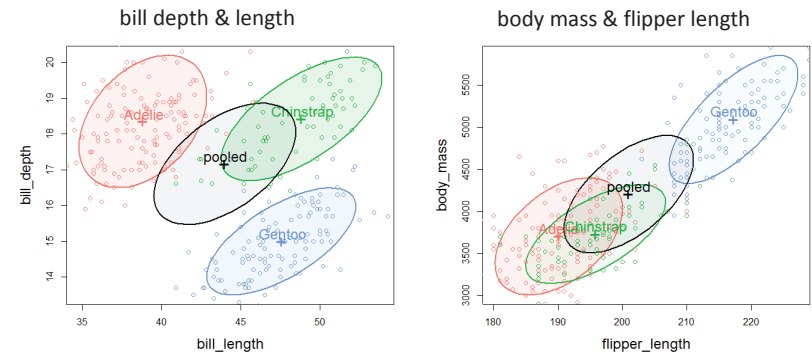 bill depth & length
body mass & flipper length
20
19
18
17
16
15
14
bill_depth
Adelie
Chinstrap
pooled
Gentoo
35
40
45
50
bill_length
5500
5000
4500
4000
3500
3000
body_mass
Gentoo
pooled
Adelie
Chinstrap
180
190
200
210
220
flipper_length